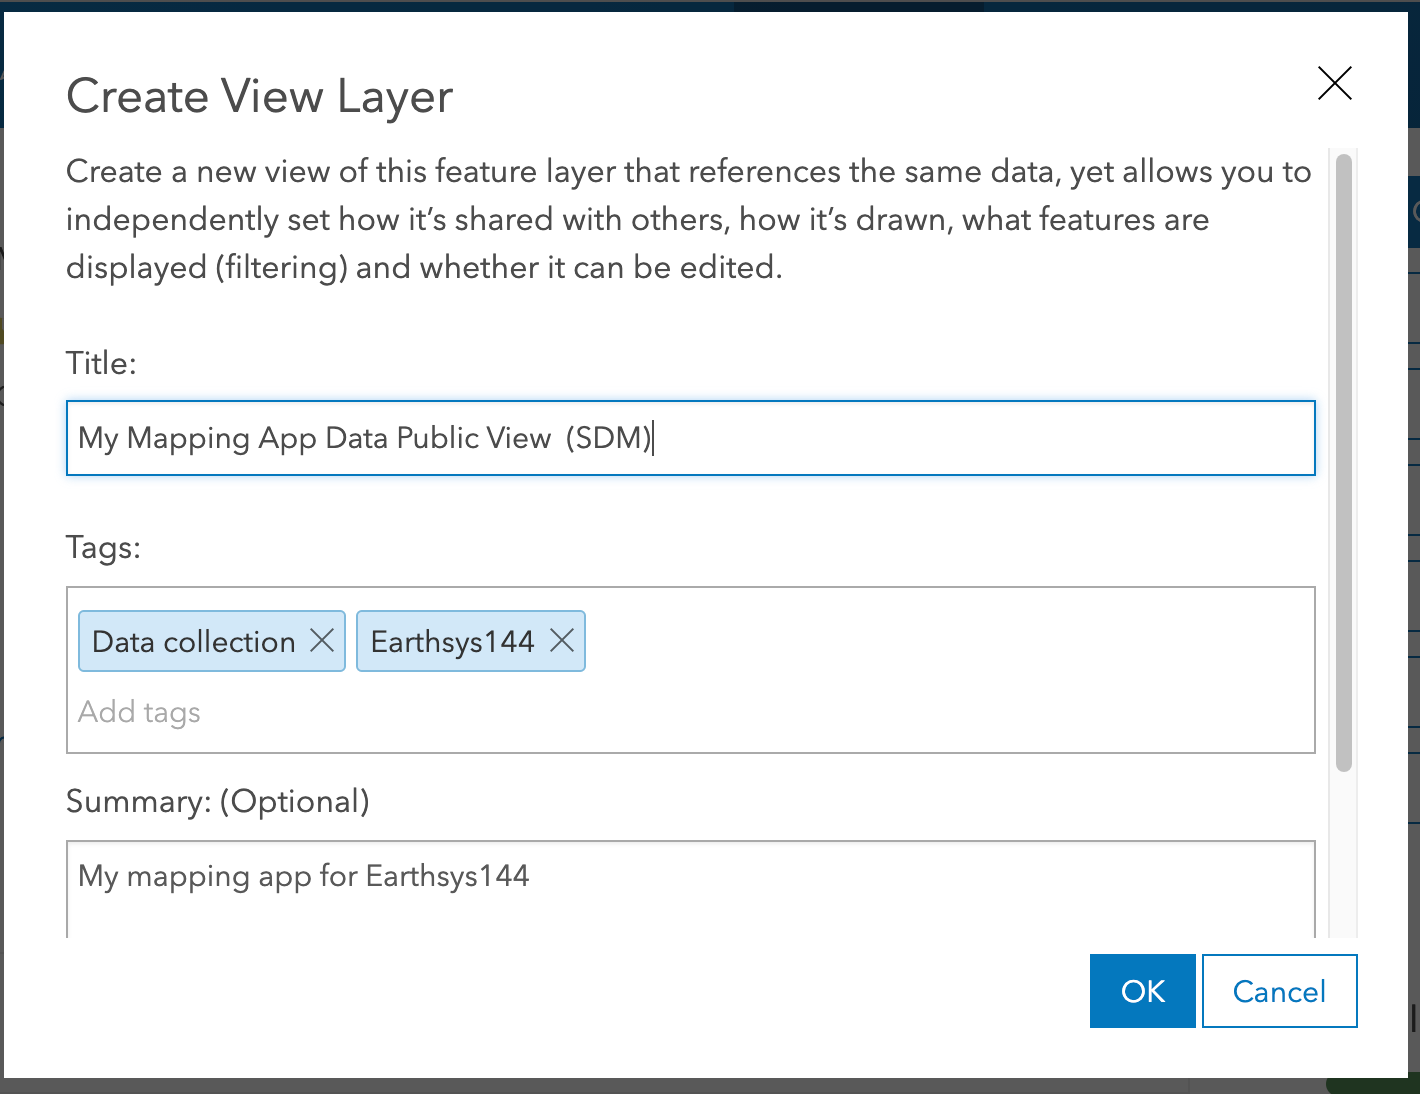 Create View Layer
Create a new view of this feature layer that references the same data, yet allows you to
independently set how it’s shared with others, how it’s drawn, what features are
displayed (filtering) and whether it can be edited.
Title:
My Mapping App Data Public View  (SDM)
Tags:
Data collection
Earthsys144
Add tags
Summary: (Optional)
My mapping app for Earthsys144
OK
Cancel